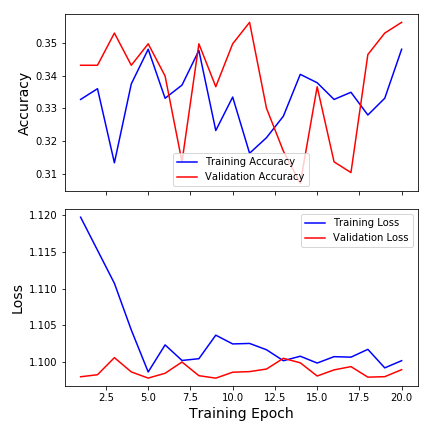 0.35
0.34
0.33
0.32
0.31
Accuracy
Training Accuracy
Validation Accuracy
1.120
1.115
1.110
1.105
1.100
Loss
Training Loss
Validation Loss
2.5 5.0 7.5 10.0 12.5 15.0 17.5 20.0
Training Epoch